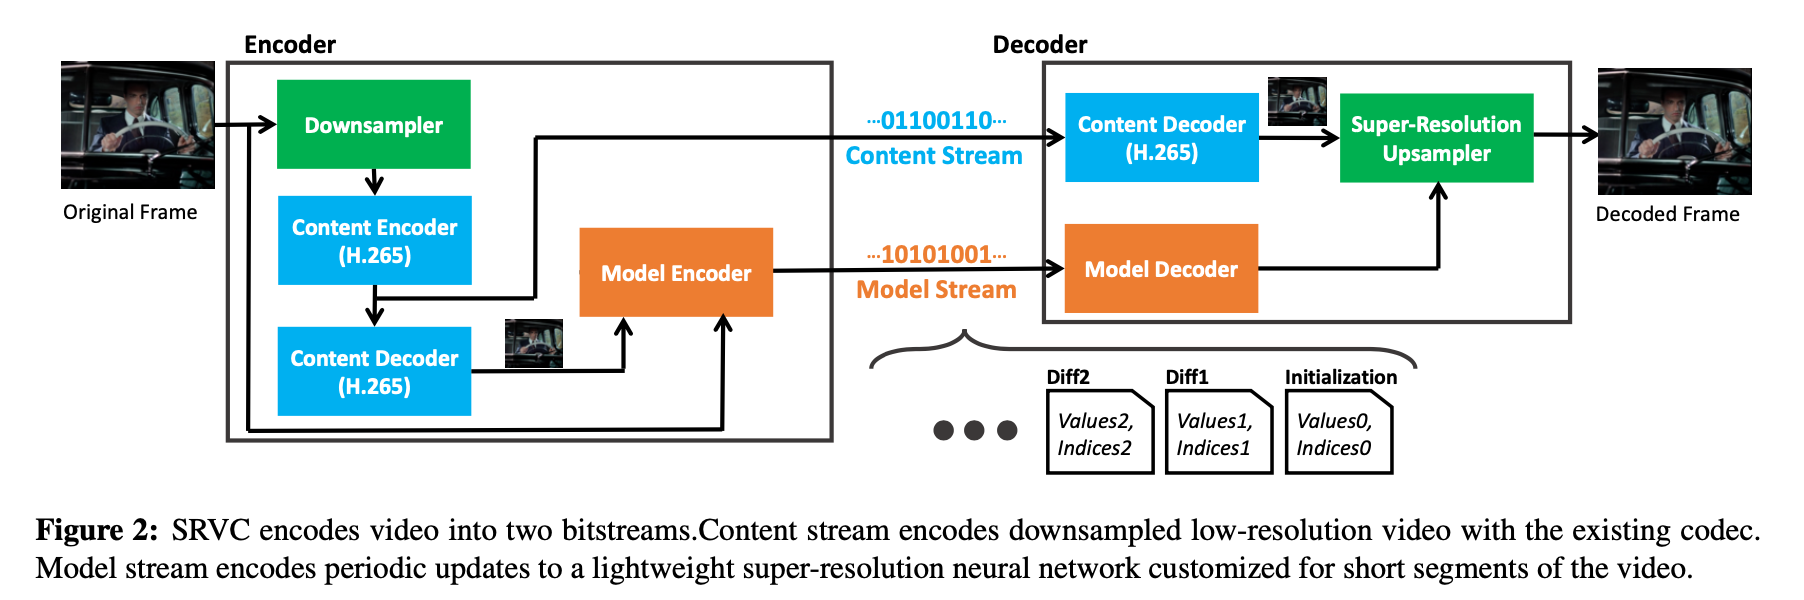 Encoder
Decoder
Original Frame
Downsampler
Content Encoder
(H.265)
Content Decoder
(H.265)
Model Encoder
···01100110···
Content Stream
···10101001···
Model Stream
Content Decoder
(H.265)
Super-Resolution
Upsampler
Model Decoder
Decoded Frame
Diff2
Values2,
Indices2
Diff1
Values1,
Indices1
Initialization
Values0,
Indices0
Figure 2: SRVC encodes video into two bitstreams.Content stream encodes downsampled low-resolution video with the existing codec.
Model stream encodes periodic updates to a lightweight super-resolution neural network customized for short segments of the video.